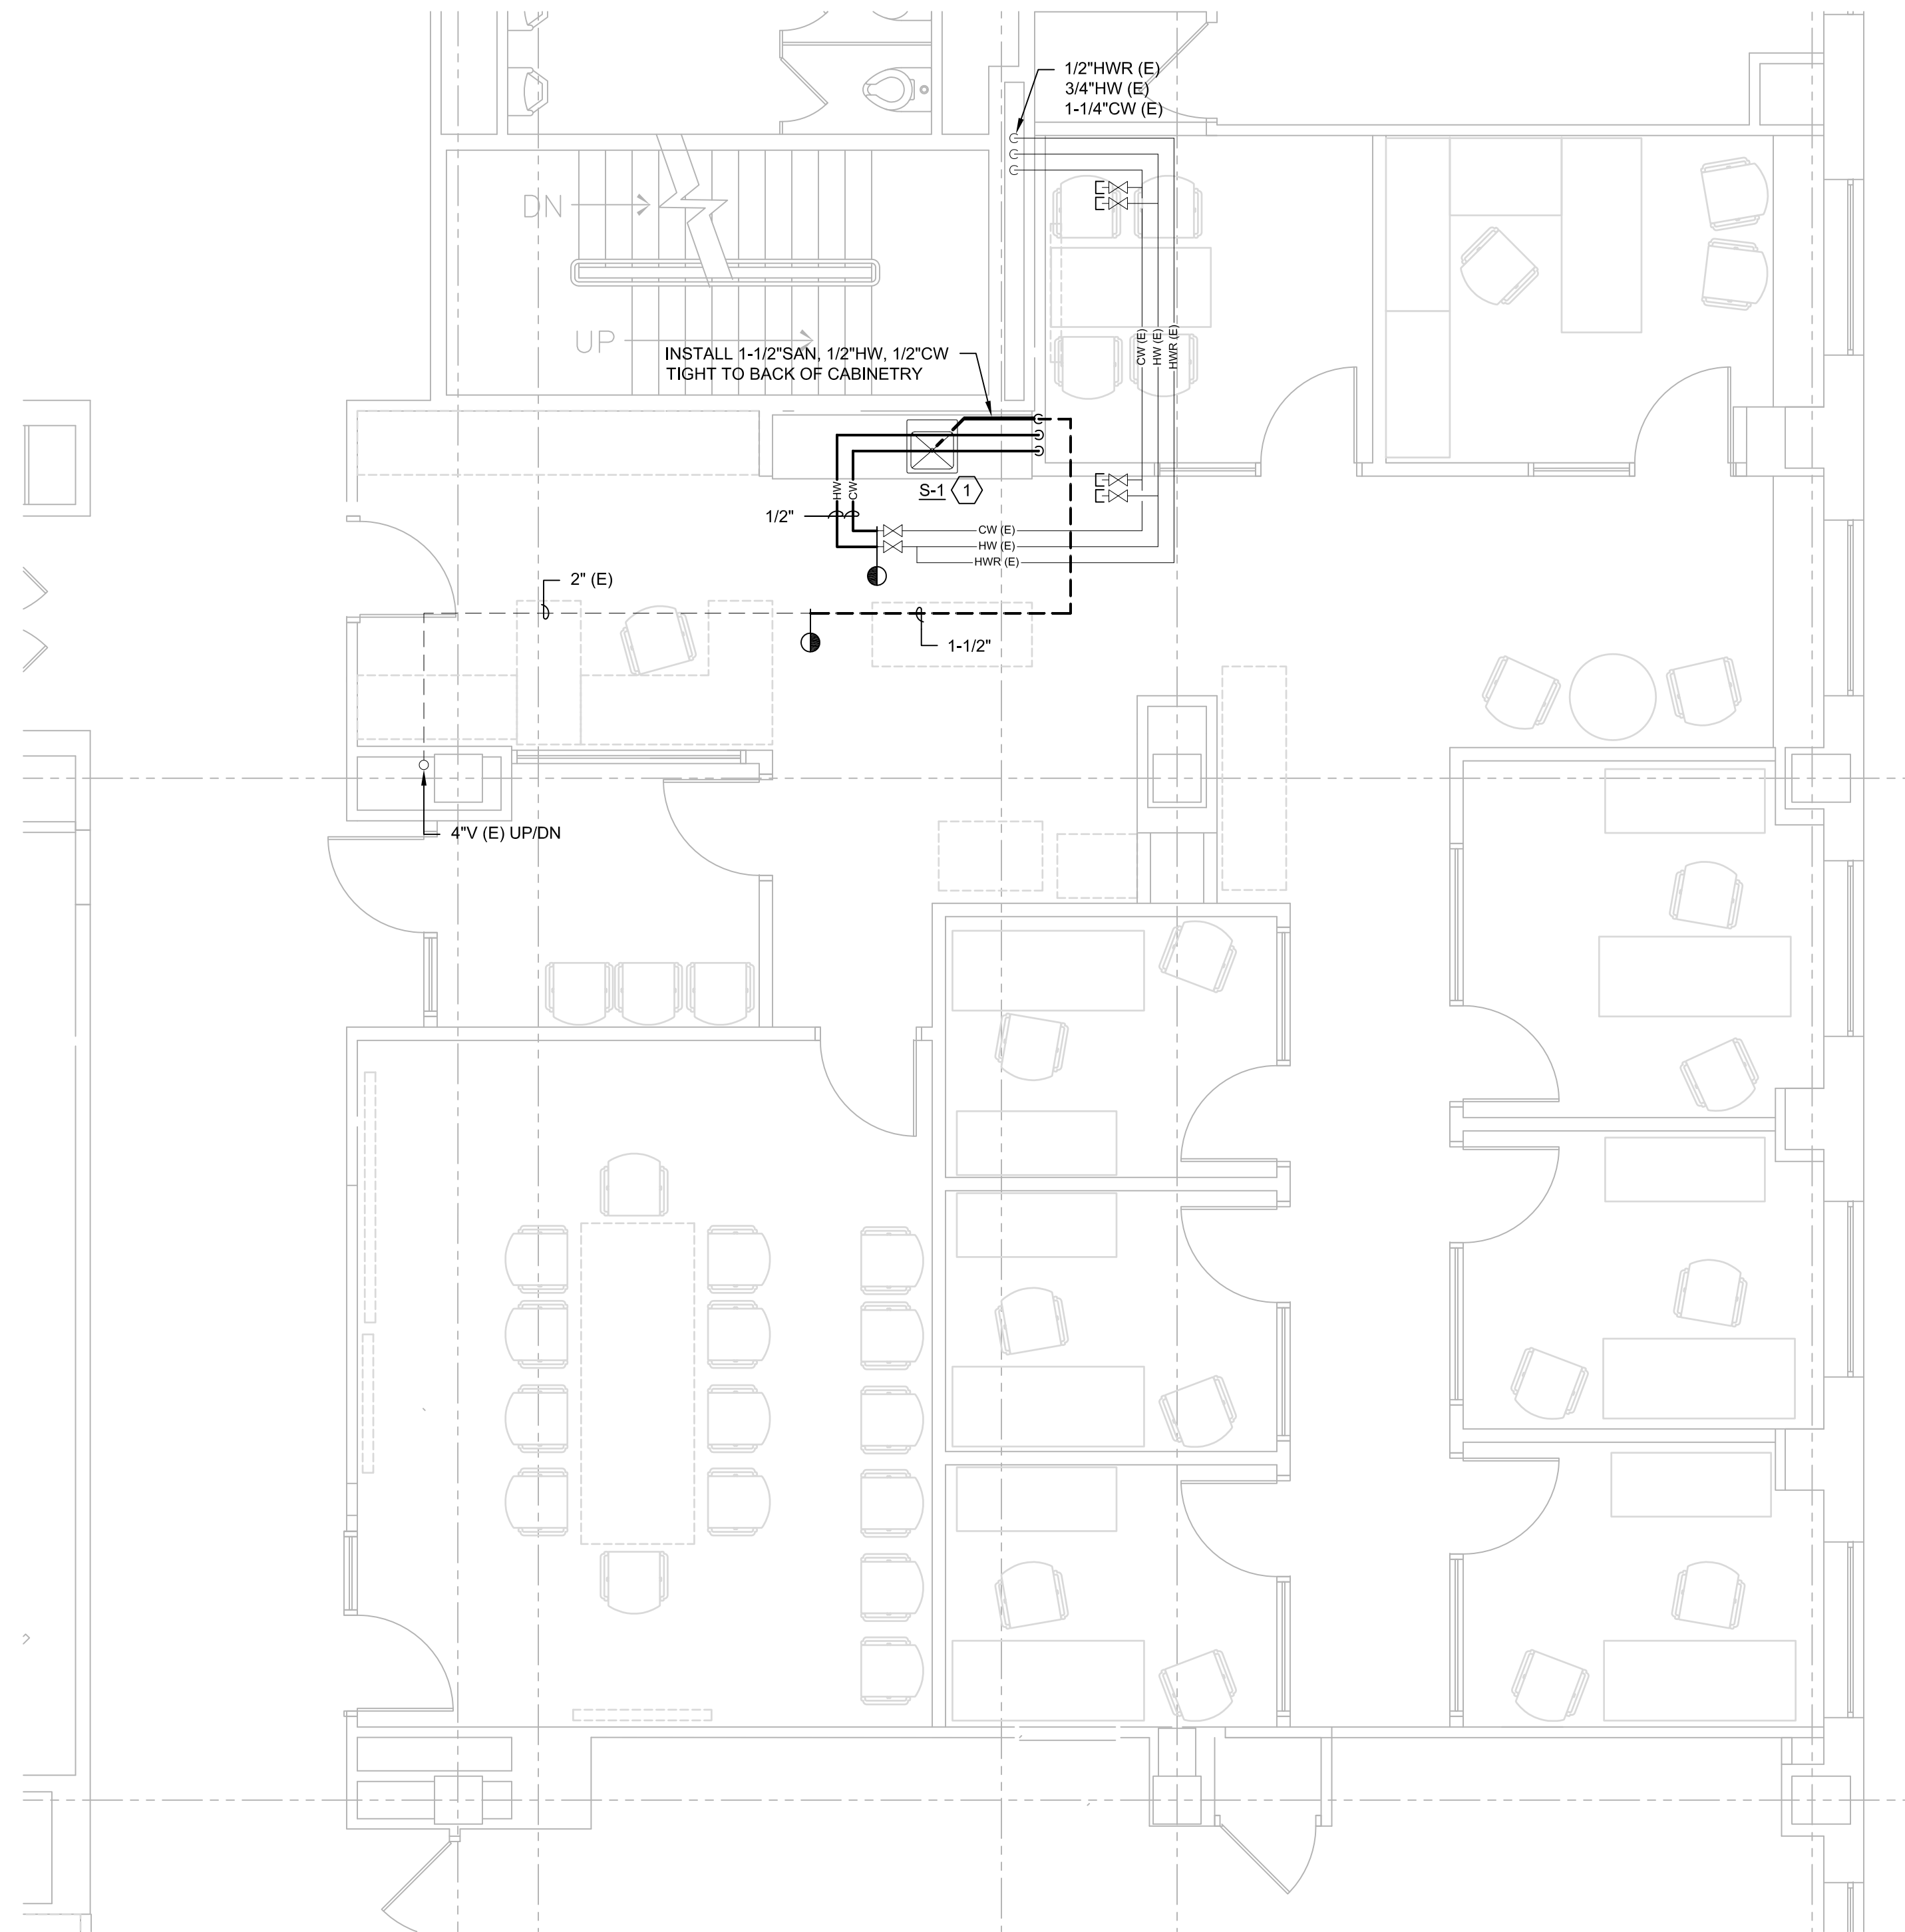 1/2"HWR (E)
3/4"HW (E)
1-1/4"CW (E)
DN
UP
INSTALL 1-1/2"SAN, 1/2"HW, 1/2"CW
TIGHT TO BACK OF CABINETRY
CW (E)
HW (E)
HWR (E)
S-1
1
HW
CW
1/2"
CW (E)
HW (E)
HWR (E)
2" (E)
1-1/2"
4"V (E) UP/DN